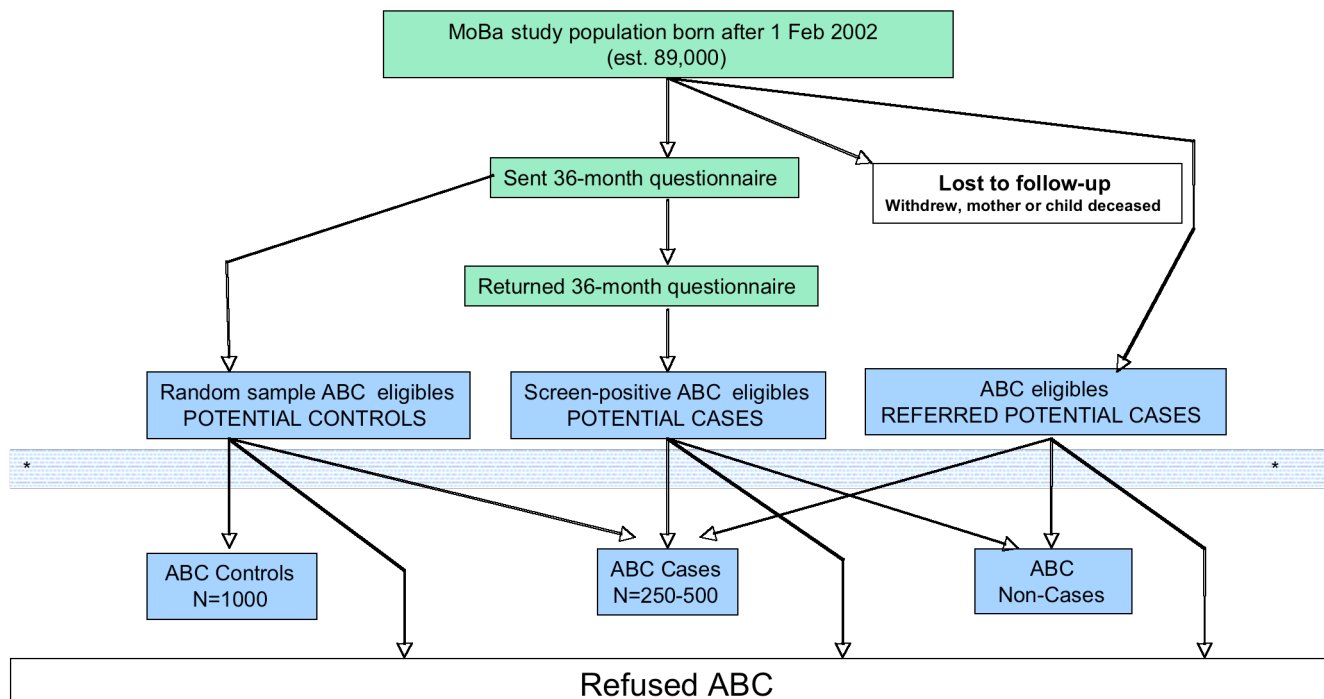 MoBa study population born after 1 Feb 2002
(est. 89,000)
Sent 36-month questionnaire
Lost to follow-up
Withdrew, mother or child deceased
Returned 36-month questionnaire
Random sample ABC eligibles
POTENTIAL CONTROLS
Screen-positive ABC eligibles
POTENTIAL CASES
ABC eligibles
REFERRED POTENTIAL CASES
*
*
ABC Controls
N=1000
ABC Cases
N=250-500
ABC
Non-Cases
Refused ABC